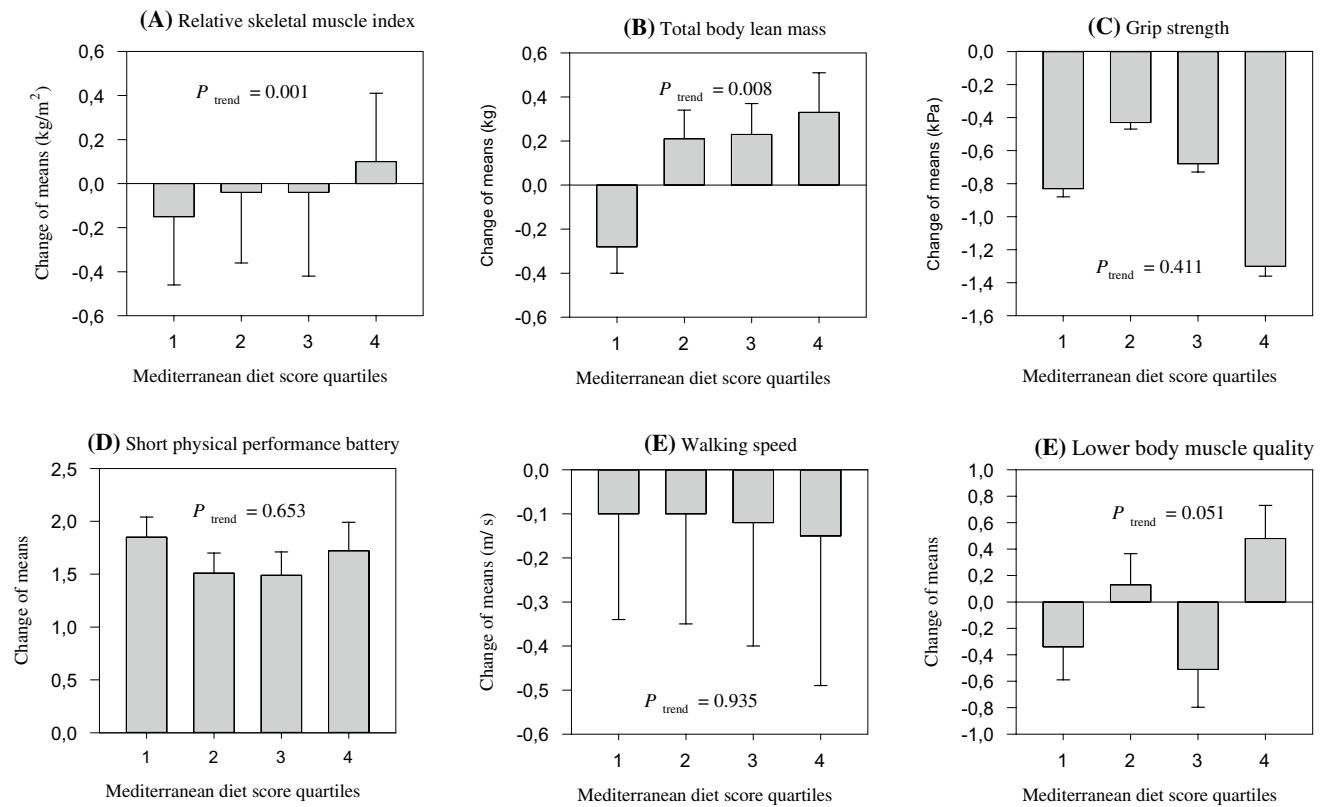 (A) Relative skeletal muscle index
Change of means (kg/m²)
0,6
0,4
0,2
0,0
-0,2
-0,4
-0,6
P trend = 0.001
1 2 3 4
Mediterranean diet score quartiles
(B) Total body lean mass
Change of means (kg)
0,6
0,4
0,2
0,0
-0,2
-0,4
-0,6
P trend = 0.008
1 2 3 4
Mediterranean diet score quartiles
(C) Grip strength
Change of means (kPa)
0,0
-0,2
-0,4
-0,6
-0,8
-1,0
-1,2
-1,4
-1,6
P trend = 0.411
1 2 3 4
Mediterranean diet score quartiles
(D) Short physical performance battery
Change of means
2,5
2,0
1,5
1,0
0,5
0,0
P trend = 0.653
1 2 3 4
Mediterranean diet score quartiles
(E) Walking speed
Change of means (m/ s)
0,0
-0,1
-0,2
-0,3
-0,4
-0,5
-0,6
P trend = 0.935
1 2 3 4
Mediterranean diet score quartiles
(E) Lower body muscle quality
Change of means
1,0
0,8
0,6
0,4
0,2
0,0
-0,2
-0,4
-0,6
-0,8
-1,0
P trend = 0.051
1 2 3 4
Mediterranean diet score quartiles